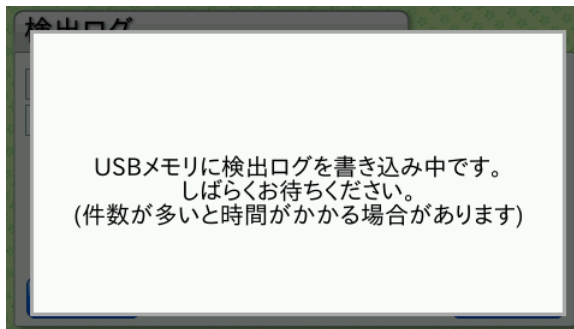 検出ログ
USBメモリに検出ログを書き込み中です。
しばらくお待ちください。
(件数が多いと時間がかかる場合があります)